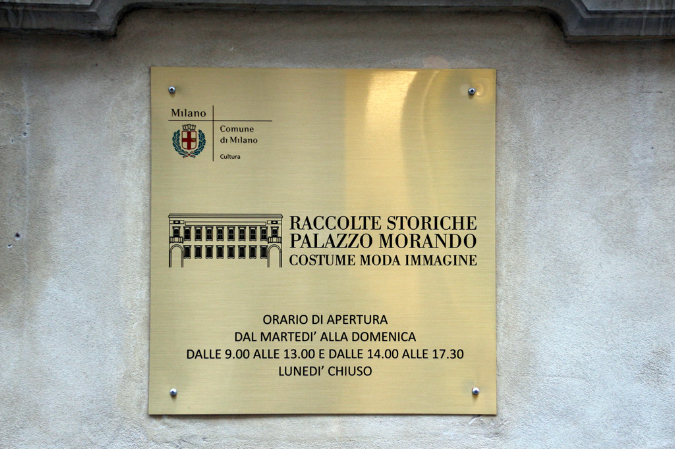 Milano
Comune
di Milano
Cultura
RACCOLTE STORICHE
PALAZZO MORANDO
COSTUME MODA IMMAGINE
ORARIO DI APERTURA
DAL MARTEDI’ ALLA DOMENICA
DALLE 9.00 ALLE 13.00 E DALLE 14.00 ALLE 17.30
LUNEDI’ CHIUSO